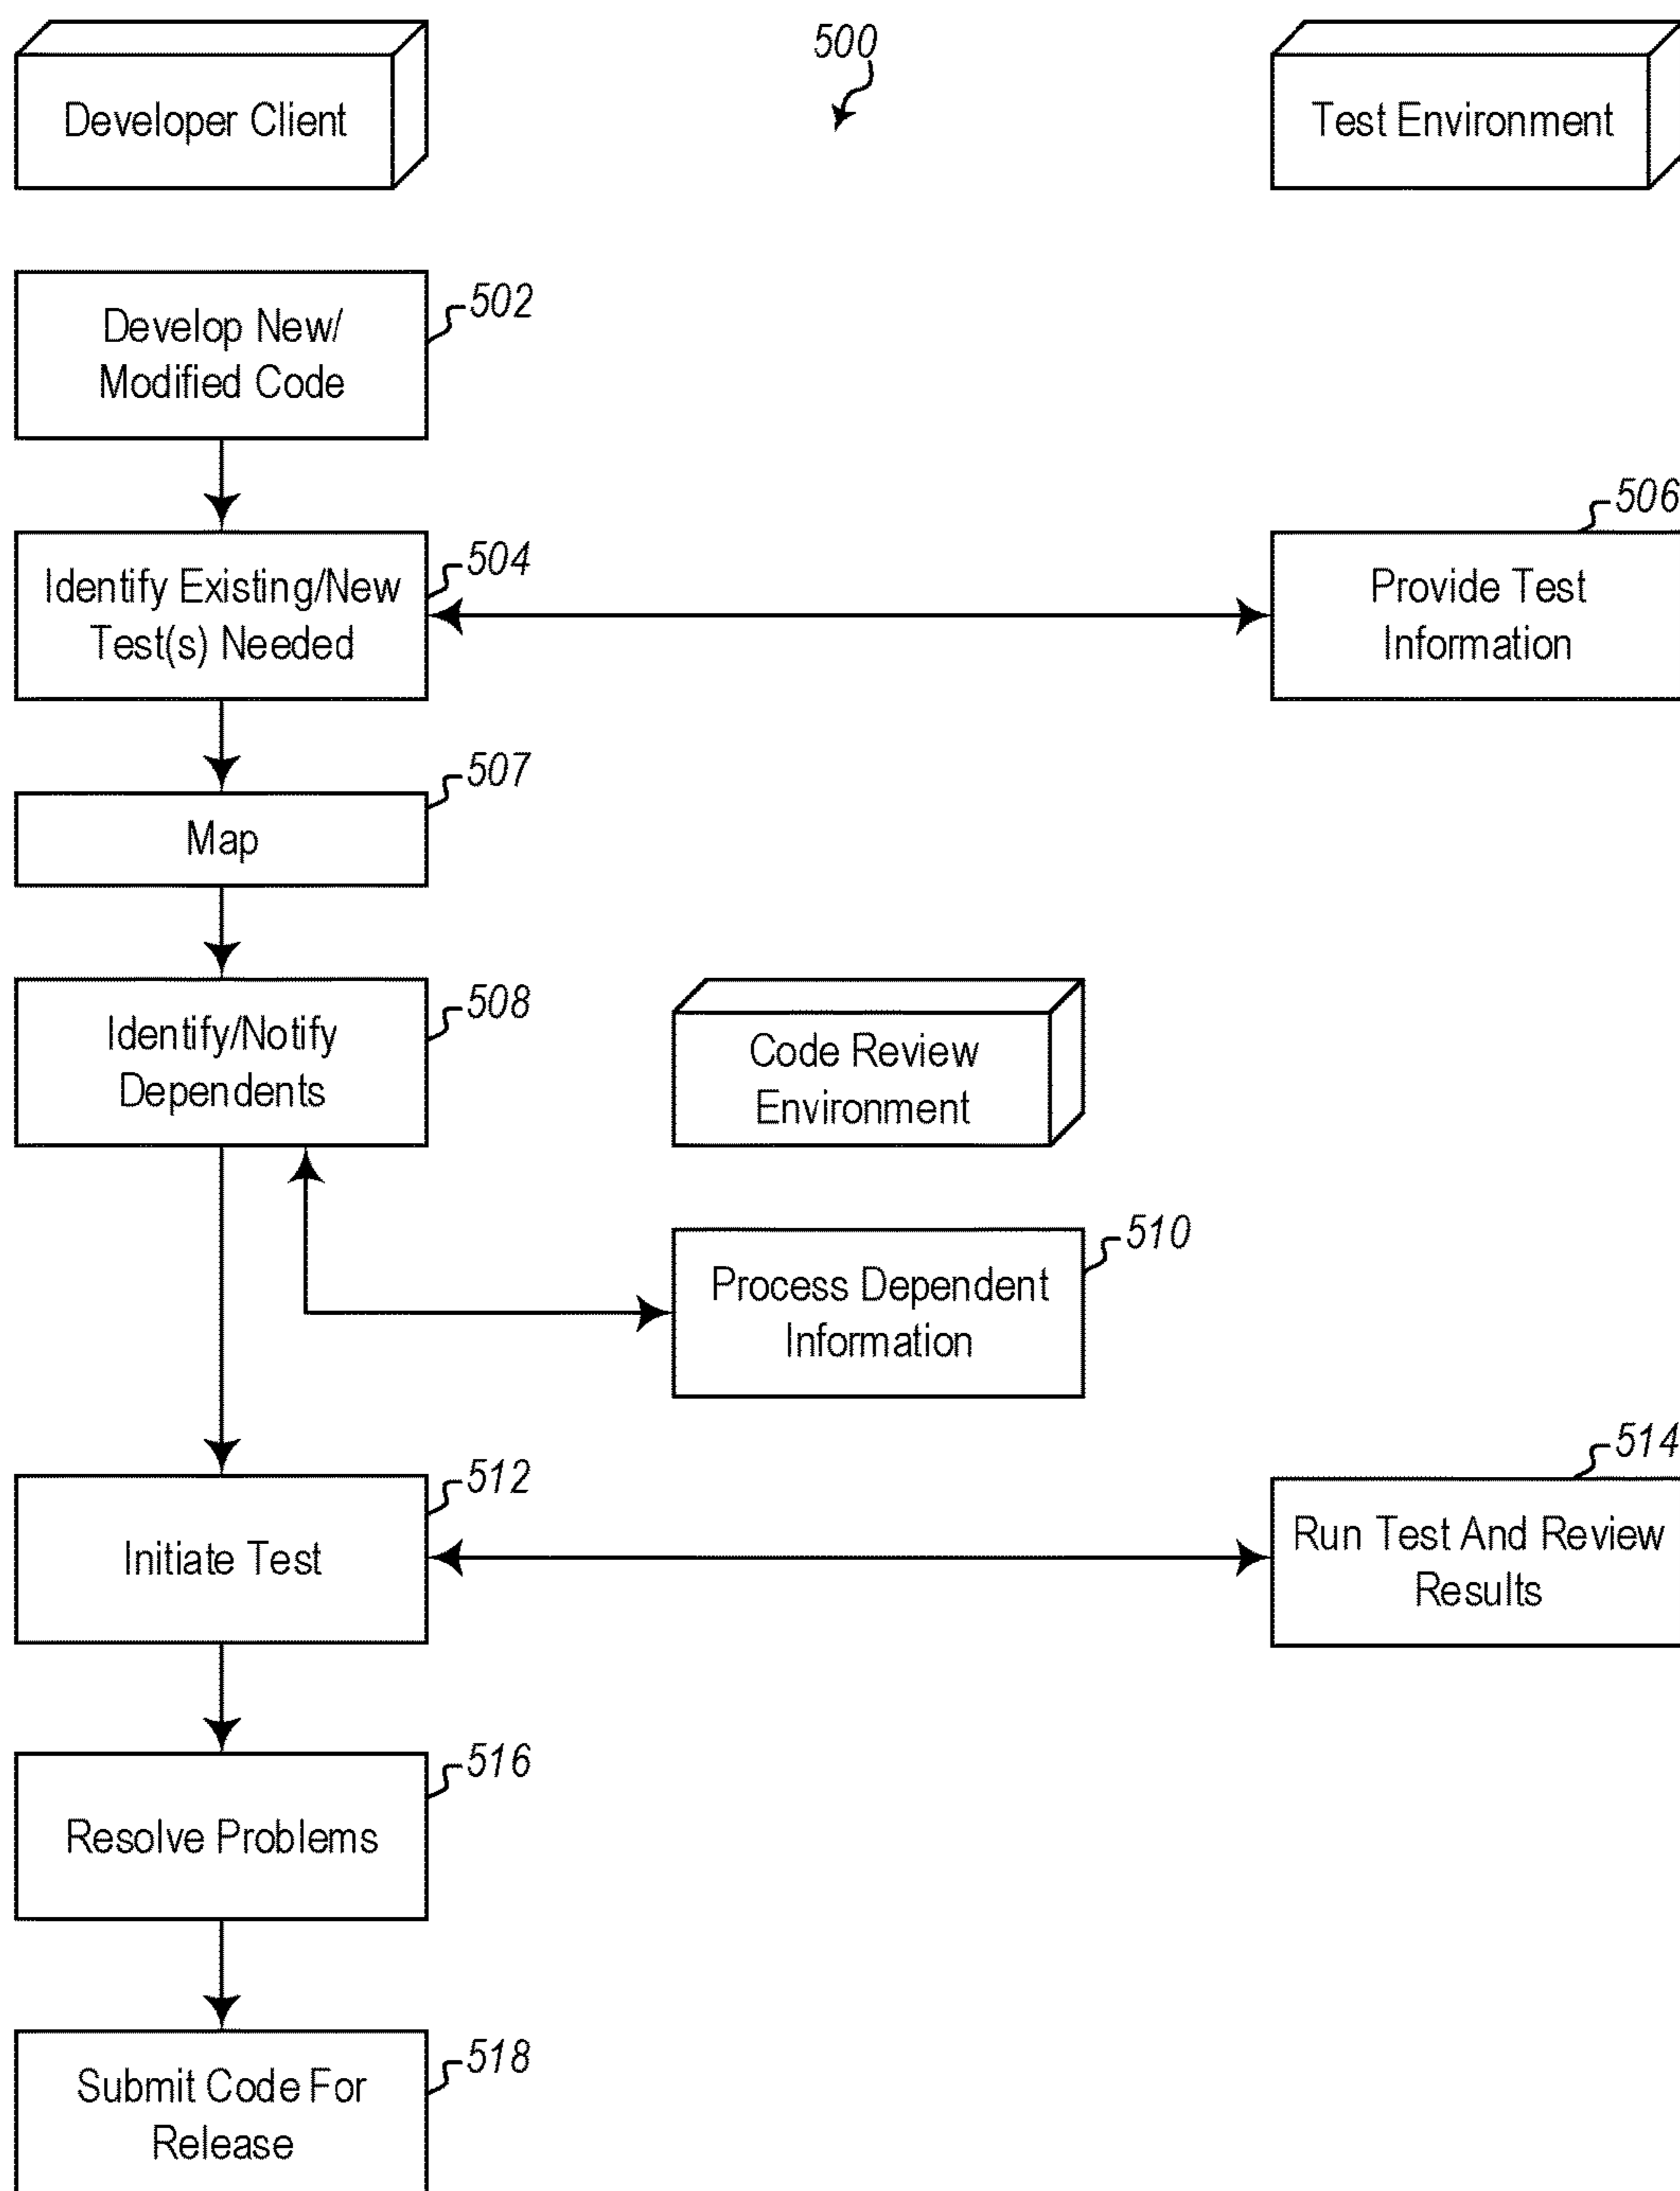 500
Developer Client
Test Environment
502
Develop New/
Modified Code
506
504
Identify Existing/New
Test(s) Needed
Provide Test
Information
507
Map
508
Identify/Notify
Dependents
Code Review
Environment
510
Process Dependent
Information
514
512
Initiate Test
Run Test And Review
Results
516
Resolve Problems
518
Submit Code For
Release